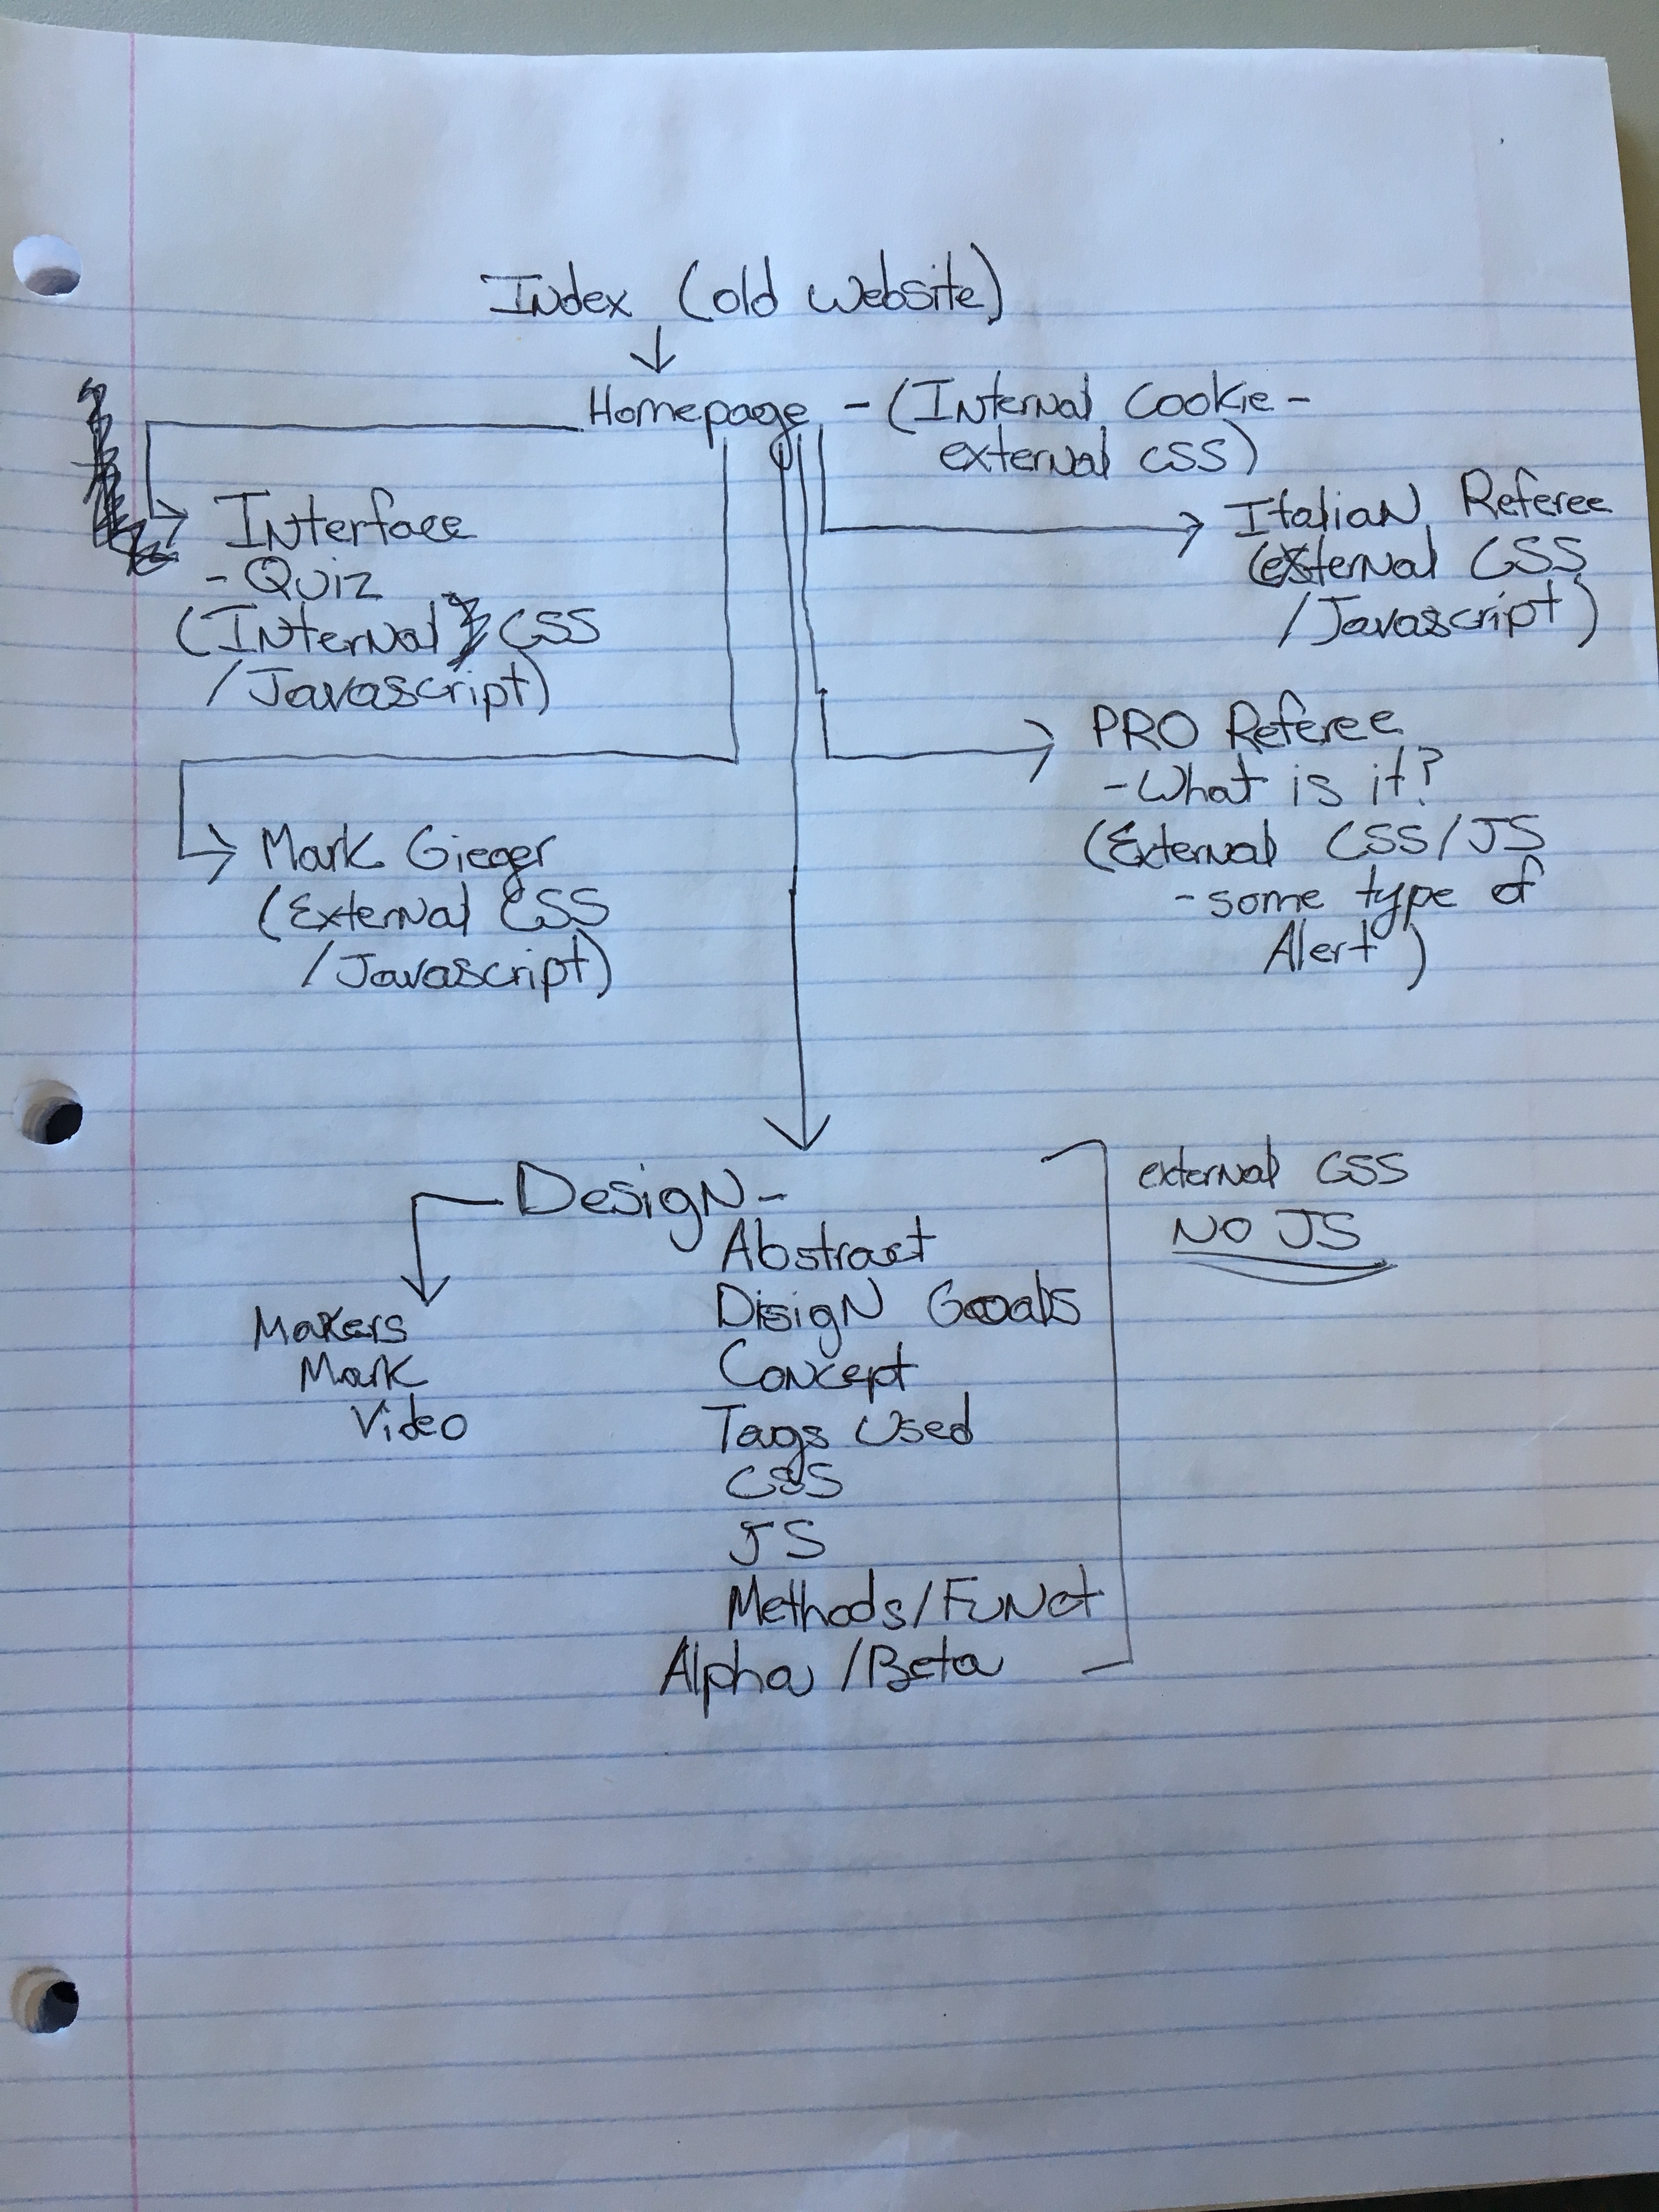 Index (old website)
Homepage - (Internal Cookie -
external css)
Interface
- Quiz
(Internal CSS
/Javascript)
Italian Referee
(external CSS
/Javascript)
PRO Referee
- What is it?
(External CSS/JS
- some type of
Alert)
Mark Gieger
(External CSS
/Javascript)
Design -
Abstract
Disign Goals
Concept
Tags Used
CSS
JS
Methods/Funct
Alpha/Beta
external CSS
NO JS
Makers
Mark
Video